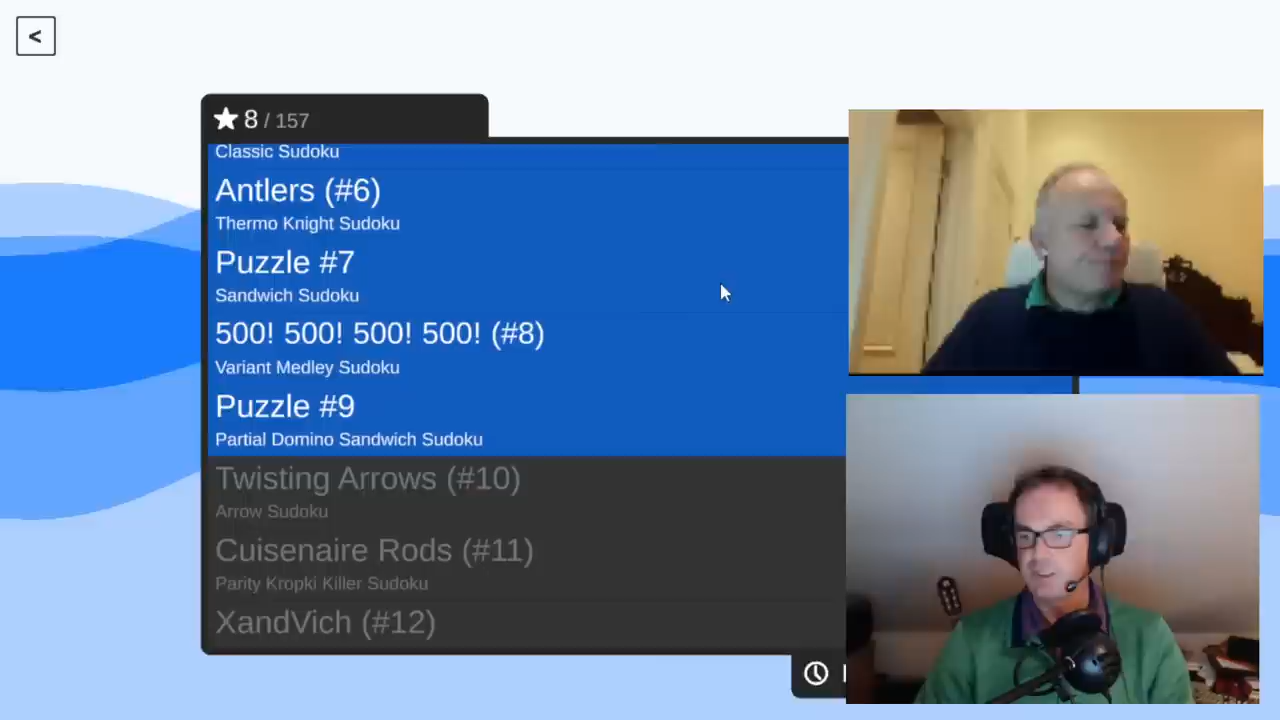 <
8 / 157
Classic Sudoku
Antlers (#6)
Thermo Knight Sudoku
Puzzle #7
Sandwich Sudoku
500! 500! 500! 500! (#8)
Variant Medley Sudoku
Puzzle #9
Partial Domino Sandwich Sudoku
Twisting Arrows (#10)
Arrow Sudoku
Cuisenaire Rods (#11)
Parity Kropki Killer Sudoku
XandVich (#12)